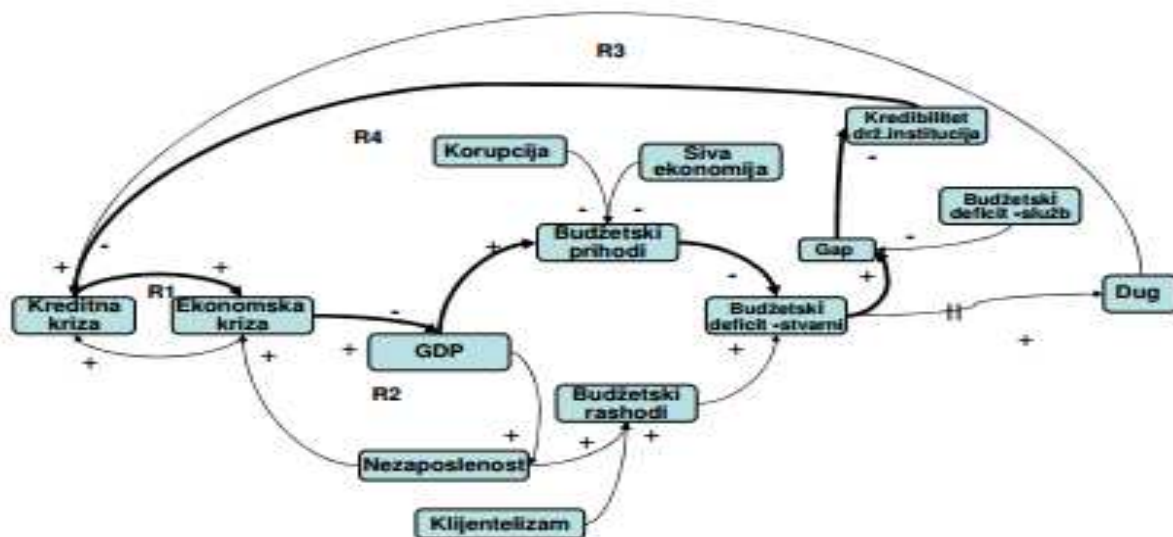 R3
R4
Kredibilitet
drž.institucija
-
Korupcija
Siva
ekonomija
Budžetski
deficit -služb
-
-
-
Budžetski
prihodi
+
Gap
-
+
+
R1
+
-
+
Kreditna
kriza
Ekonomska
kriza
-
Budžetski
deficit -stvarni
Dug
+
+
+
GDP
+
+
R2
Budžetski
rashodi
+
+
+
Nezaposlenost
Klijentelizam